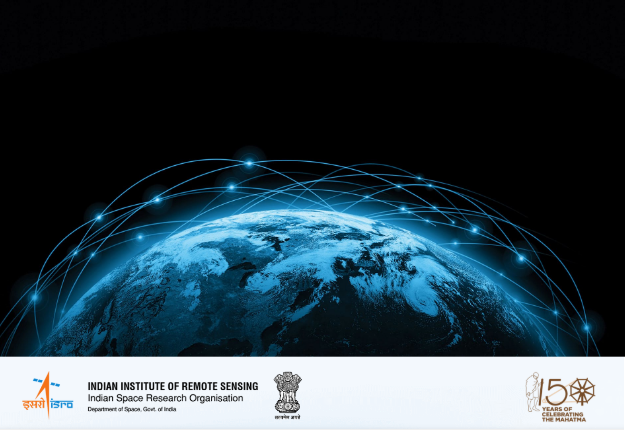 इसरो isro
INDIAN INSTITUTE OF REMOTE SENSING
Indian Space Research Organisation
Department of Space, Govt. of India
सत्यमेव जयते
150
YEARS OF
CELEBRATING
THE MAHATMA